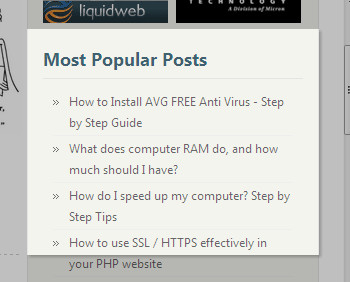 liquidweb
TECHNOLOGY
A Division of Micron
Most Popular Posts
» How to Install AVG FREE Anti Virus - Step
by Step Guide
» What does computer RAM do, and how
much should I have?
» How do I speed up my computer? Step by
Step Tips
» How to use SSL / HTTPS effectively in
your PHP website